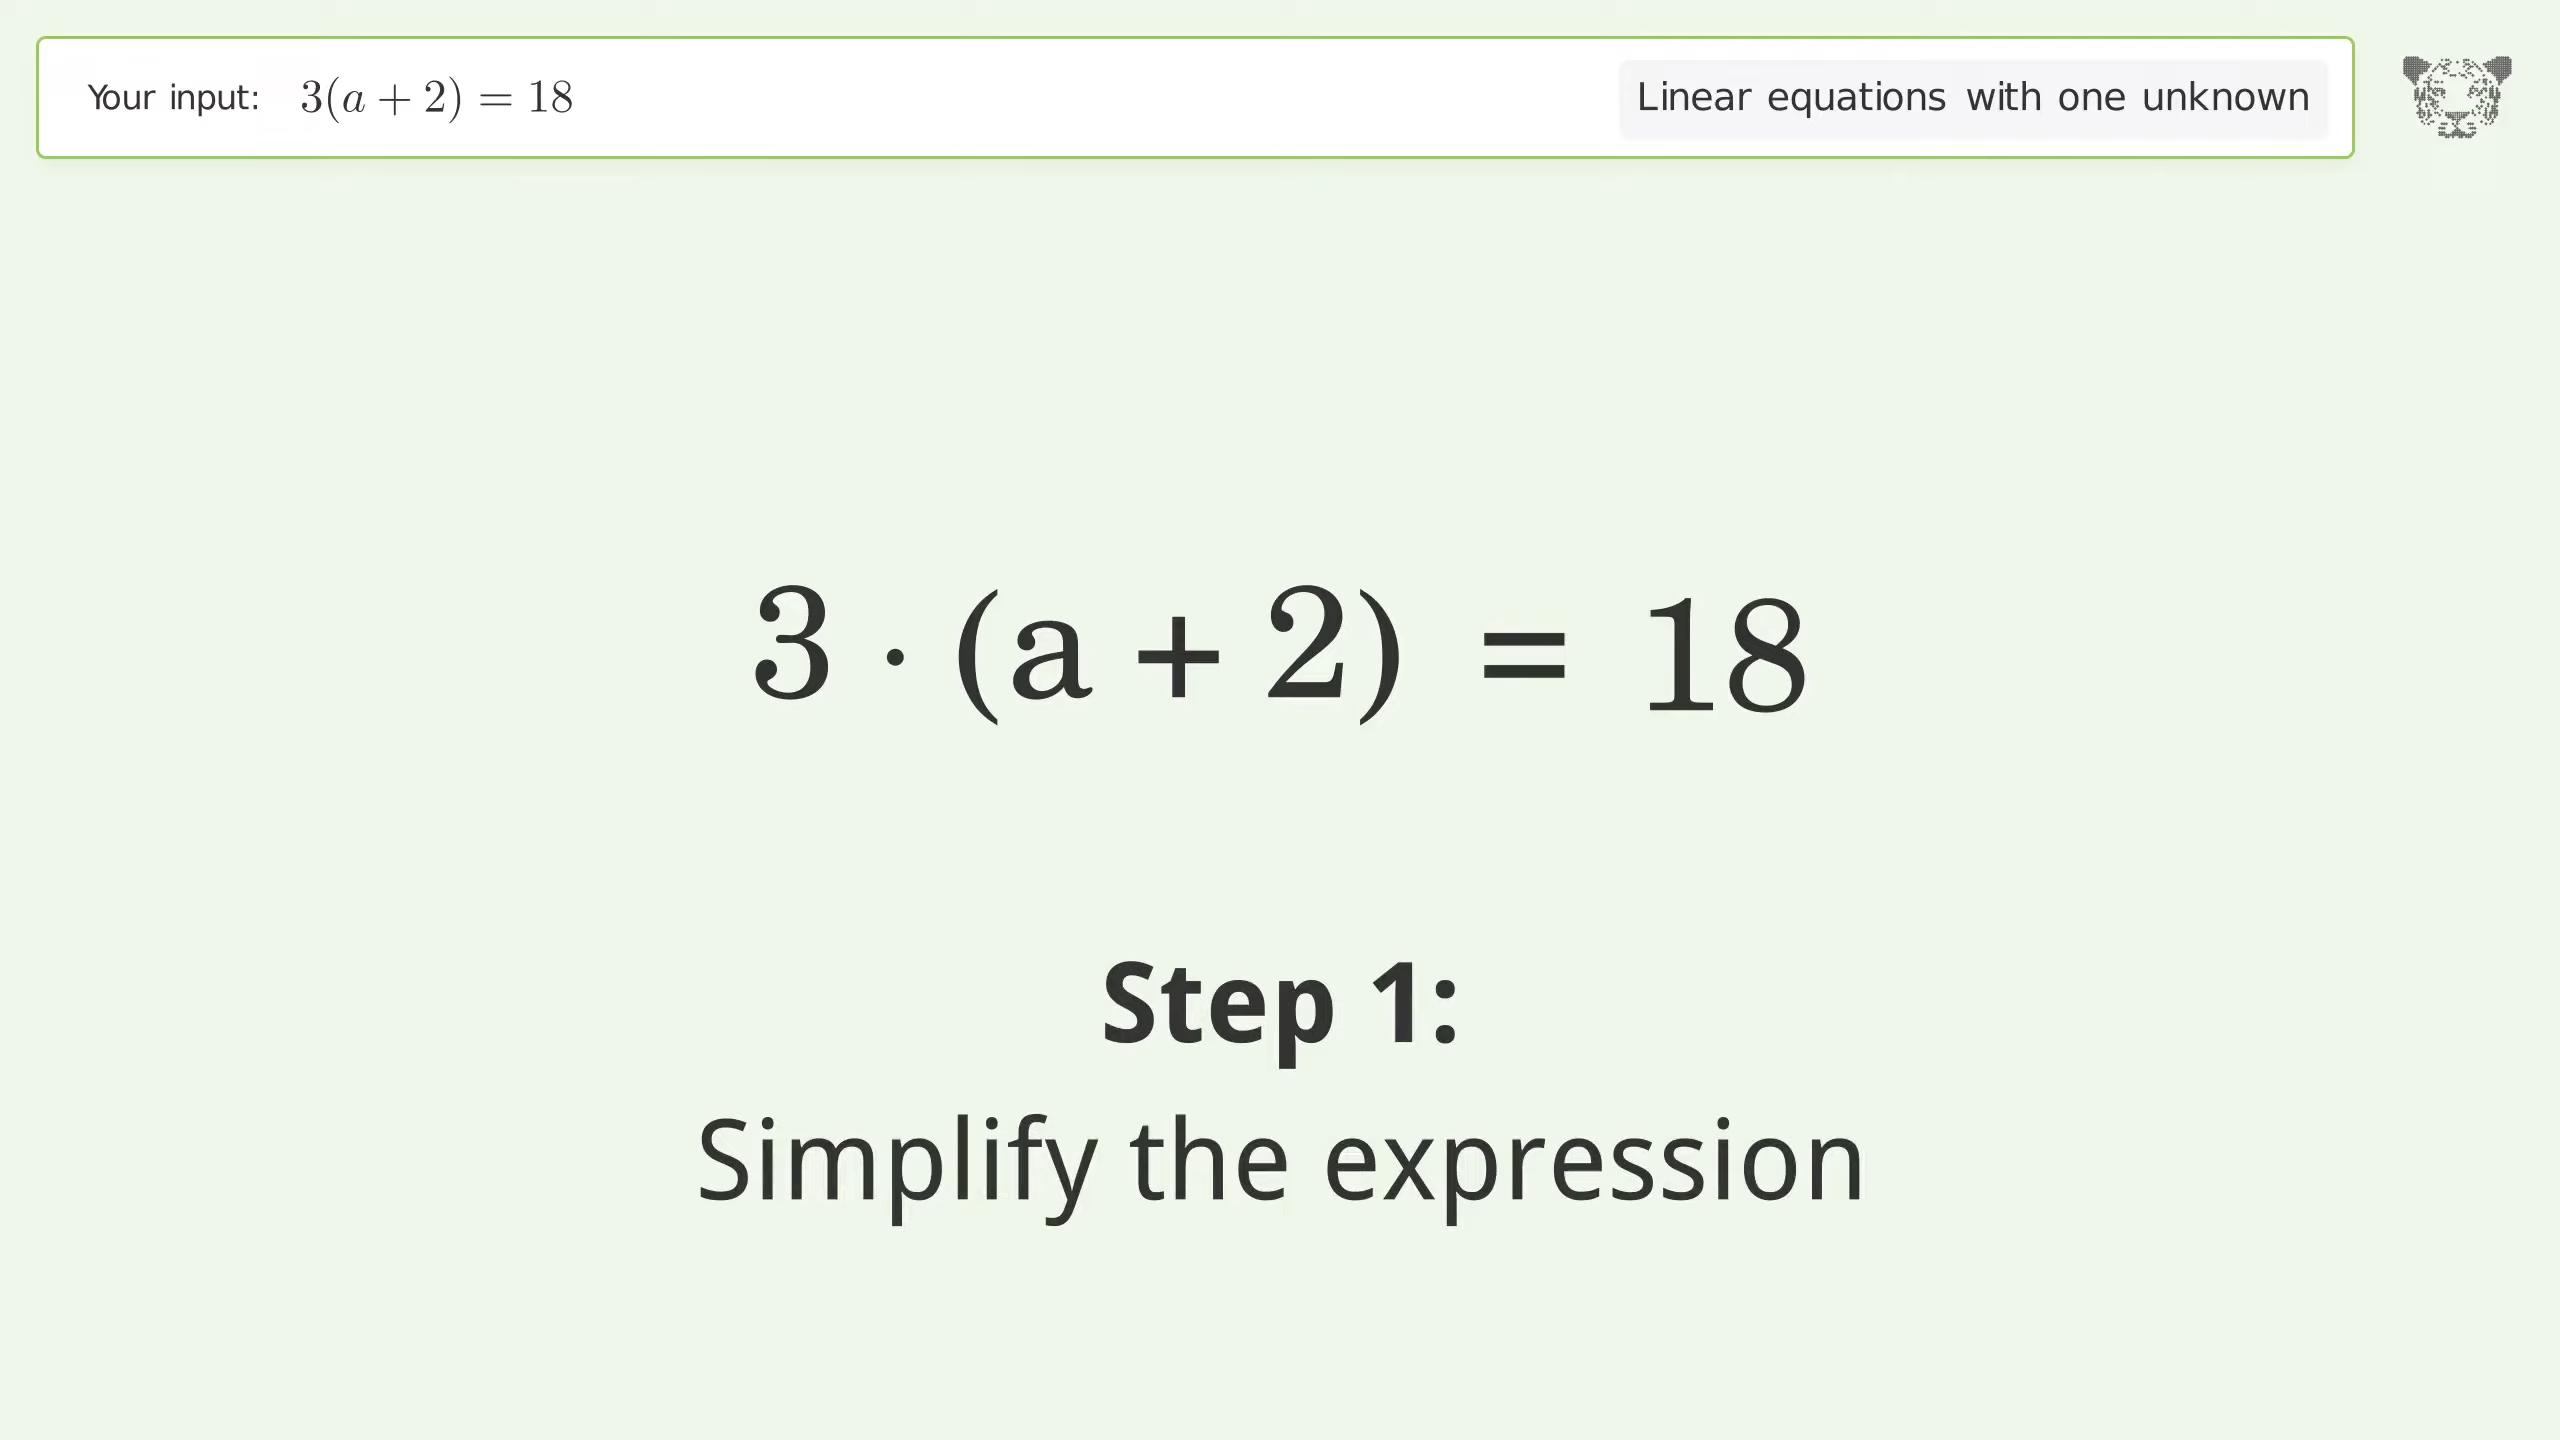 Your input: 3(a + 2) = 18
Linear equations with one unknown
3 · (a + 2) = 18
Step 1:
Simplify the expression